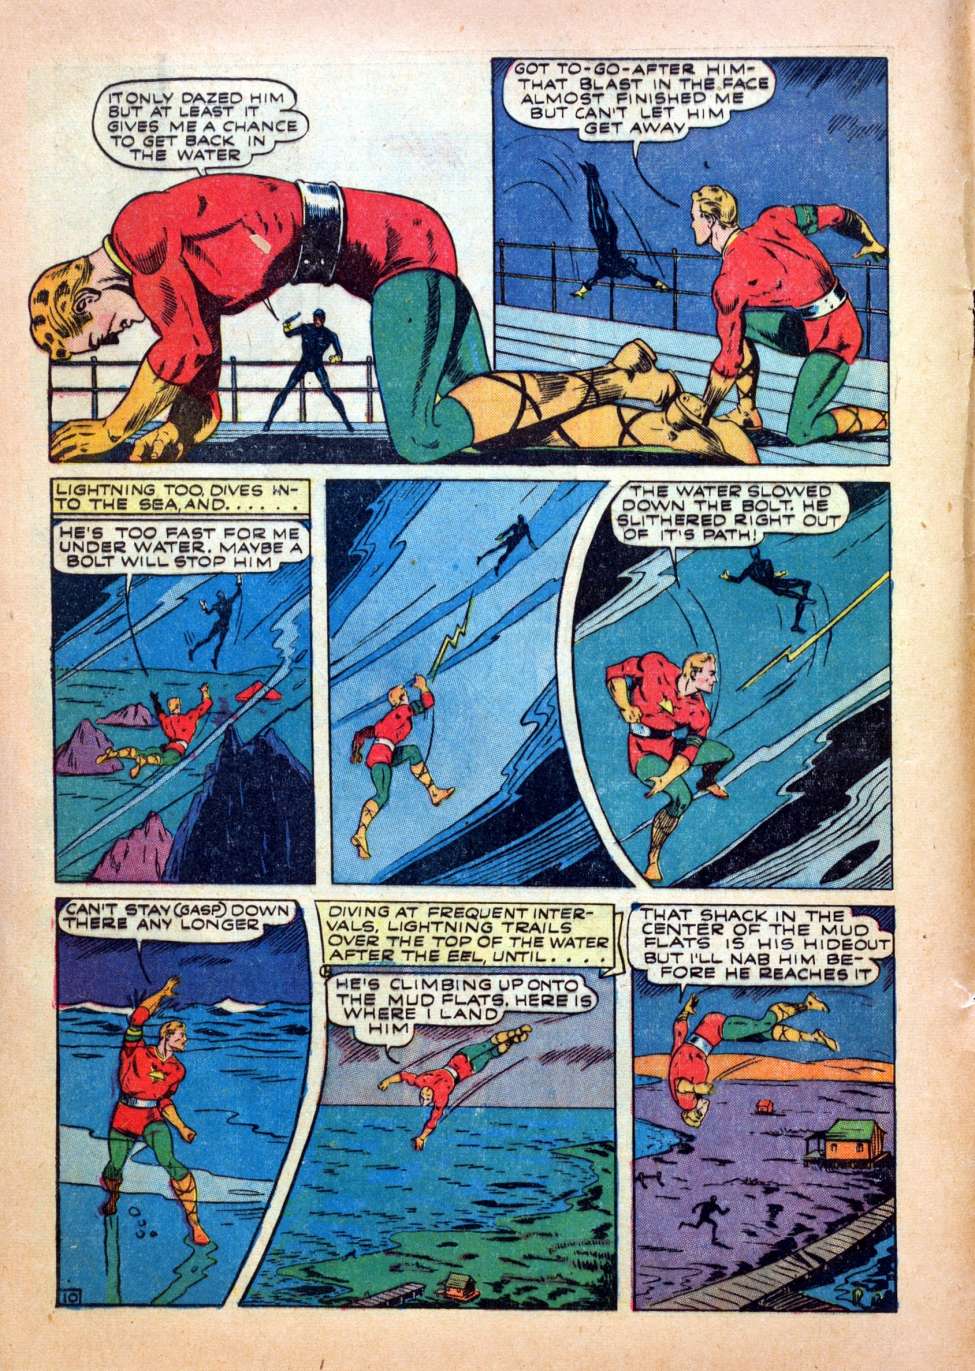 IT ONLY DAZED HIM
BUT AT LEAST IT
GIVES ME A CHANCE
TO GET BACK IN
THE WATER
GOT TO-GO-AFTER HIM-
THAT BLAST IN THE FACE
ALMOST FINISHED ME
BUT CAN'T LET HIM
GET AWAY
LIGHTNING TOO, DIVES IN-
TO THE SEA, AND......
HE'S TOO FAST FOR ME
UNDER WATER. MAYBE A
BOLT WILL STOP HIM
THE WATER SLOWED
DOWN THE BOLT. HE
SLITHERED RIGHT OUT
OF IT'S PATH!
CAN'T STAY (GASP) DOWN
THERE ANY LONGER
DIVING AT FREQUENT INTER-
VALS, LIGHTNING TRAILS
OVER THE TOP OF THE WATER
AFTER THE EEL, UNTIL....
HE'S CLIMBING UP ONTO
THE MUD FLATS. HERE IS
WHERE I LAND
HIM
THAT SHACK IN THE
CENTER OF THE MUD
FLATS IS HIS HIDEOUT
BUT I'LL NAB HIM BE-
FORE HE REACHES IT
10